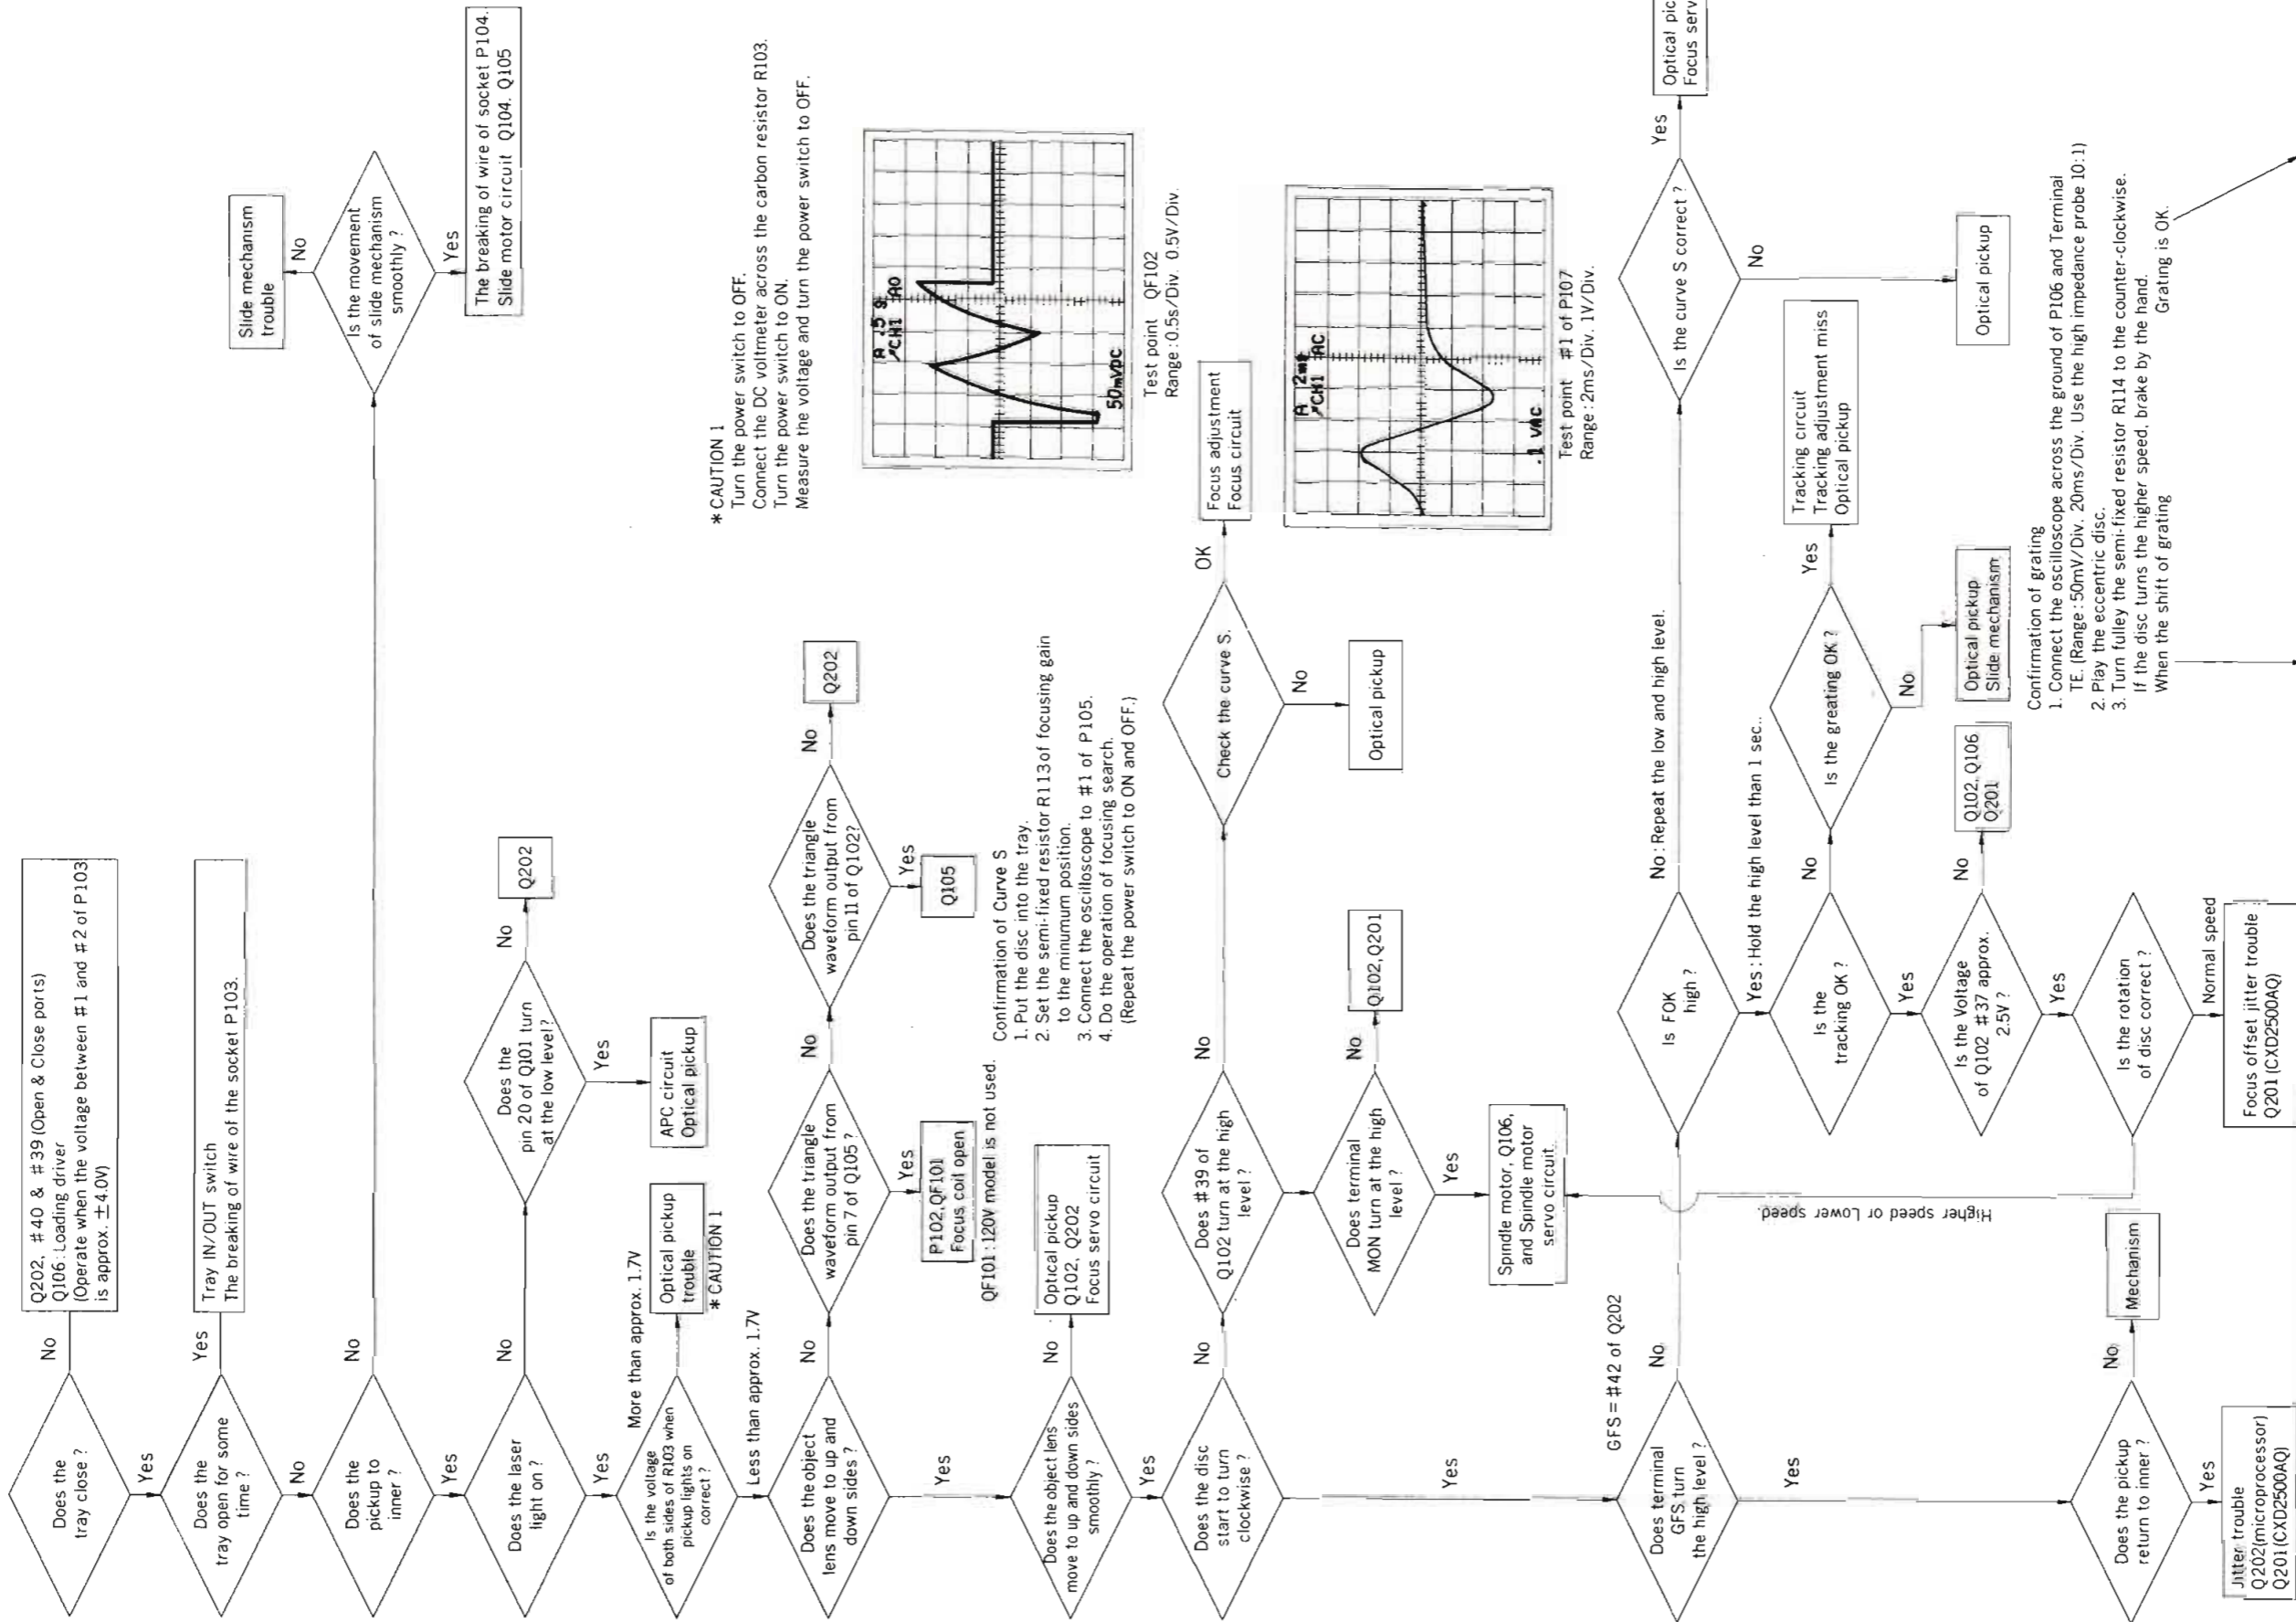 Does the
tray close ?
No
Q202, #40 & #39 (Open & Close ports)
Q106 : Loading driver
(Operate when the voltage between #1 and #2 of P103
is approx. ±4.0V)
Yes
Does the
tray open for some
time ?
Yes
Tray IN/OUT switch
The breaking of wire of the socket P103.
No
Does the
pickup to
inner ?
No
Is the movement
of slide mechanism
smoothly ?
No
Slide mechanism
trouble
Yes
The breaking of wire of socket P104.
Slide motor circuit Q104. Q105
Yes
Does the laser
light on ?
No
Does the
pin 20 of Q101 turn
at the low level?
No
Q202
Yes
APC circuit
Optical pickup
Yes
Is the voltage
of both sides of R103 when
pickup lights on
correct ?
More than approx. 1.7V
Optical pickup
trouble
* CAUTION 1
Less than approx. 1.7V
* CAUTION 1
Turn the power switch to OFF.
Connect the DC voltmeter across the carbon resistor R103.
Turn the power switch to ON.
Measure the voltage and turn the power switch to OFF.
Does the object
lens move to up and
down sides ?
No
Does the triangle
waveform output from
pin 7 of Q105 ?
No
Does the triangle
waveform output from
pin 11 of Q102?
No
Q202
Yes
Q105
Yes
P102,QF101
Focus coil open
QF101 : 120V model is not used.
Yes
A .5 s AO
CH1
50mVDC
Test point QF102
Range : 0.5s/Div. 0.5V/Div.
Does the object lens
move to up and down sides
smoothly ?
No
Optical pickup
Q102, Q202
Focus servo circuit
Yes
Confirmation of Curve S
1. Put the disc into the tray.
2. Set the semi-fixed resistor R113of focusing gain
to the minumum position.
3. Connect the oscilloscope to #1 of P105.
4. Do the operation of focusing search.
(Repeat the power switch to ON and OFF.)
Does the disc
start to turn
clockwise ?
No
Does #39 of
Q102 turn at the high
level ?
No
Check the curve S.
OK
Focus adjustment
Focus circuit
No
Optical pickup
Does terminal
MON turn at the high
level ?
No
Q102,Q201
Yes
Spindle motor, Q106,
and Spindle motor
servo circuit.
Yes
A 2ms AC
CH1
.1 VAC
Test point #1 of P107
Range : 2ms/Div. 1V/Div.
GFS = #42 of Q202
Does terminal
GFS turn
the high level ?
No
Is FOK
high ?
No : Repeat the low and high level.
Is the curve S correct ?
Yes
Optical pic
Focus serv
No
Optical pickup
Yes : Hold the high level than 1 sec..
Is the
tracking OK ?
No
Is the greating OK ?
Yes
Tracking circuit
Tracking adjustment miss
Optical pickup
No
Optical pickup
Slide mechanism
Yes
Is the Voltage
of Q102 #37 approx.
2.5V ?
No
Q102, Q106
Q201
Yes
Is the rotation
of disc correct ?
Higher speed or Lower speed.
Normal speed
Focus offset jitter trouble
Q201 (CXD2500AQ)
Yes
Does the pickup
return to inner ?
No
Mechanism
Yes
Jitter trouble
Q202(microprocessor)
Q201(CXD2500AQ)
Confirmation of grating
1. Connect the oscilloscope across the ground of P106 and Terminal
TE. (Range : 50mV/Div. 20ms/Div. Use the high impedance probe 10:1)
2. Play the eccentric disc.
3. Turn fulley the semi-fixed resistor R114 to the counter-clockwise.
If the disc turns the higher speed, brake by the hand.
When the shift of grating
Grating is OK.